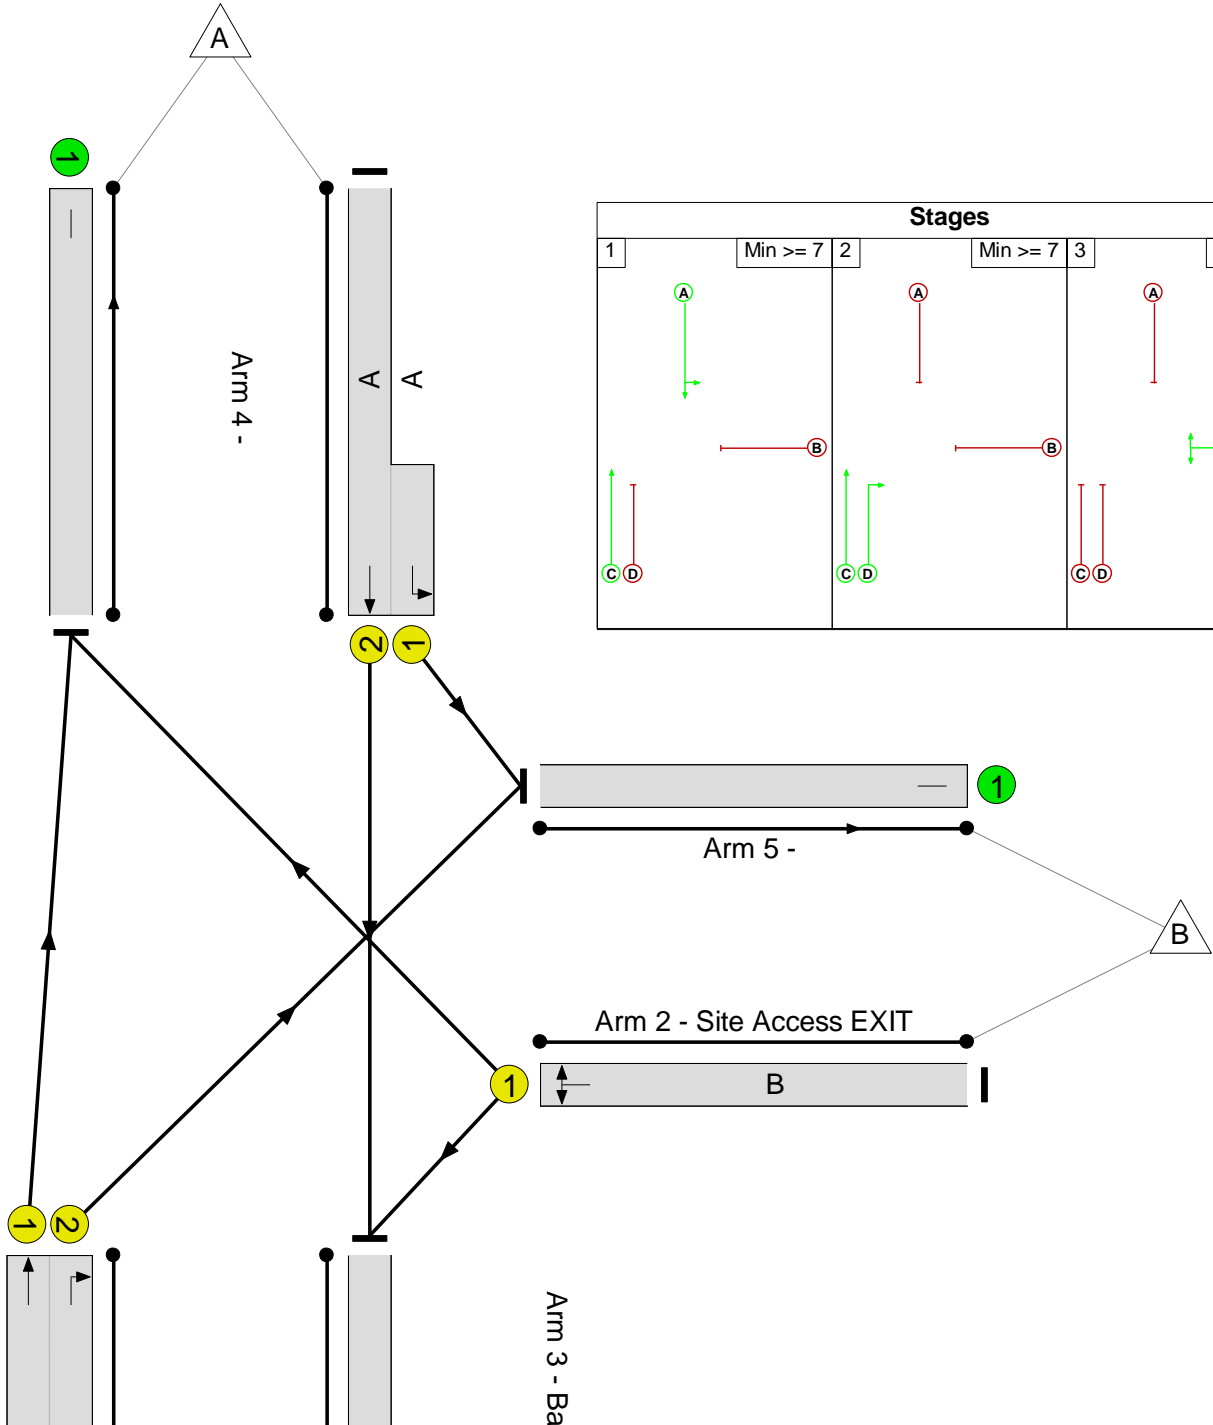 A
1
Arm 4 -
A
A
2
1
Stages
1
Min >= 7
2
Min >= 7
3
A
B
C
D
A
B
C
D
A
C
D
1
Arm 5 -
B
Arm 2 - Site Access EXIT
1
B
1
2
Arm 3 - Ba